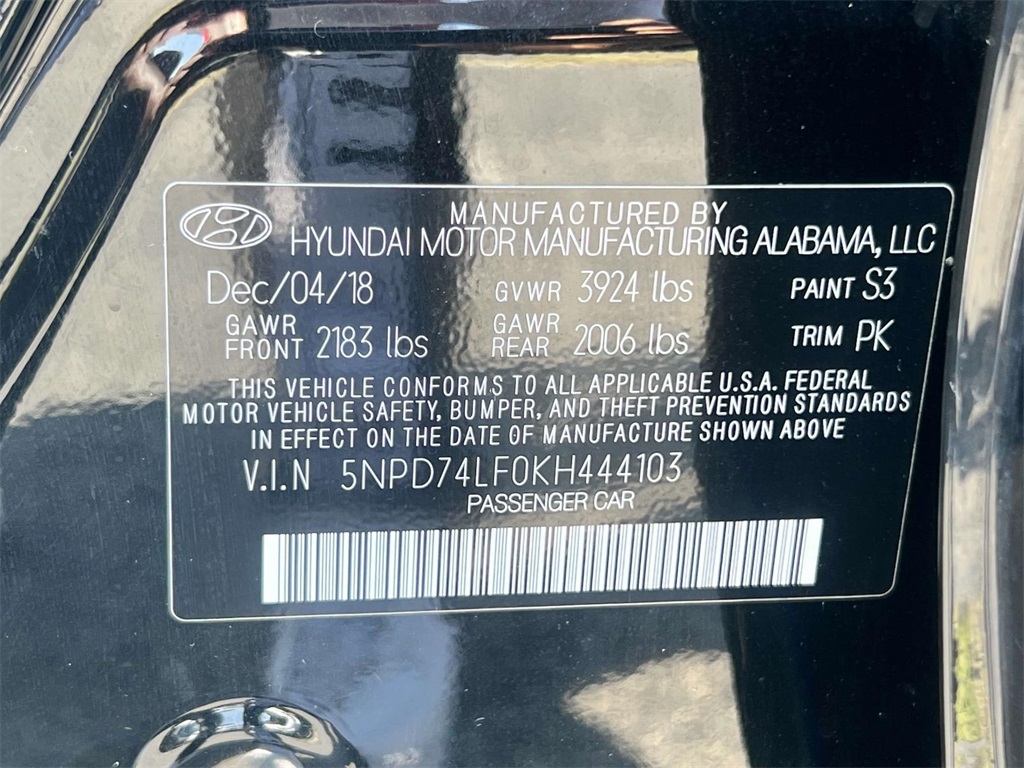 MANUFACTURED BY
HYUNDAI MOTOR MANUFACTURING ALABAMA, LLC
Dec/04/18 GVWR 3924 lbs PAINT S3
GAWR FRONT 2183 lbs GAWR REAR 2006 lbs TRIM PK
THIS VEHICLE CONFORMS TO ALL APPLICABLE U.S.A. FEDERAL
MOTOR VEHICLE SAFETY, BUMPER, AND THEFT PREVENTION STANDARDS
IN EFFECT ON THE DATE OF MANUFACTURE SHOWN ABOVE
V.I.N 5NPD74LF0KH444103
PASSENGER CAR